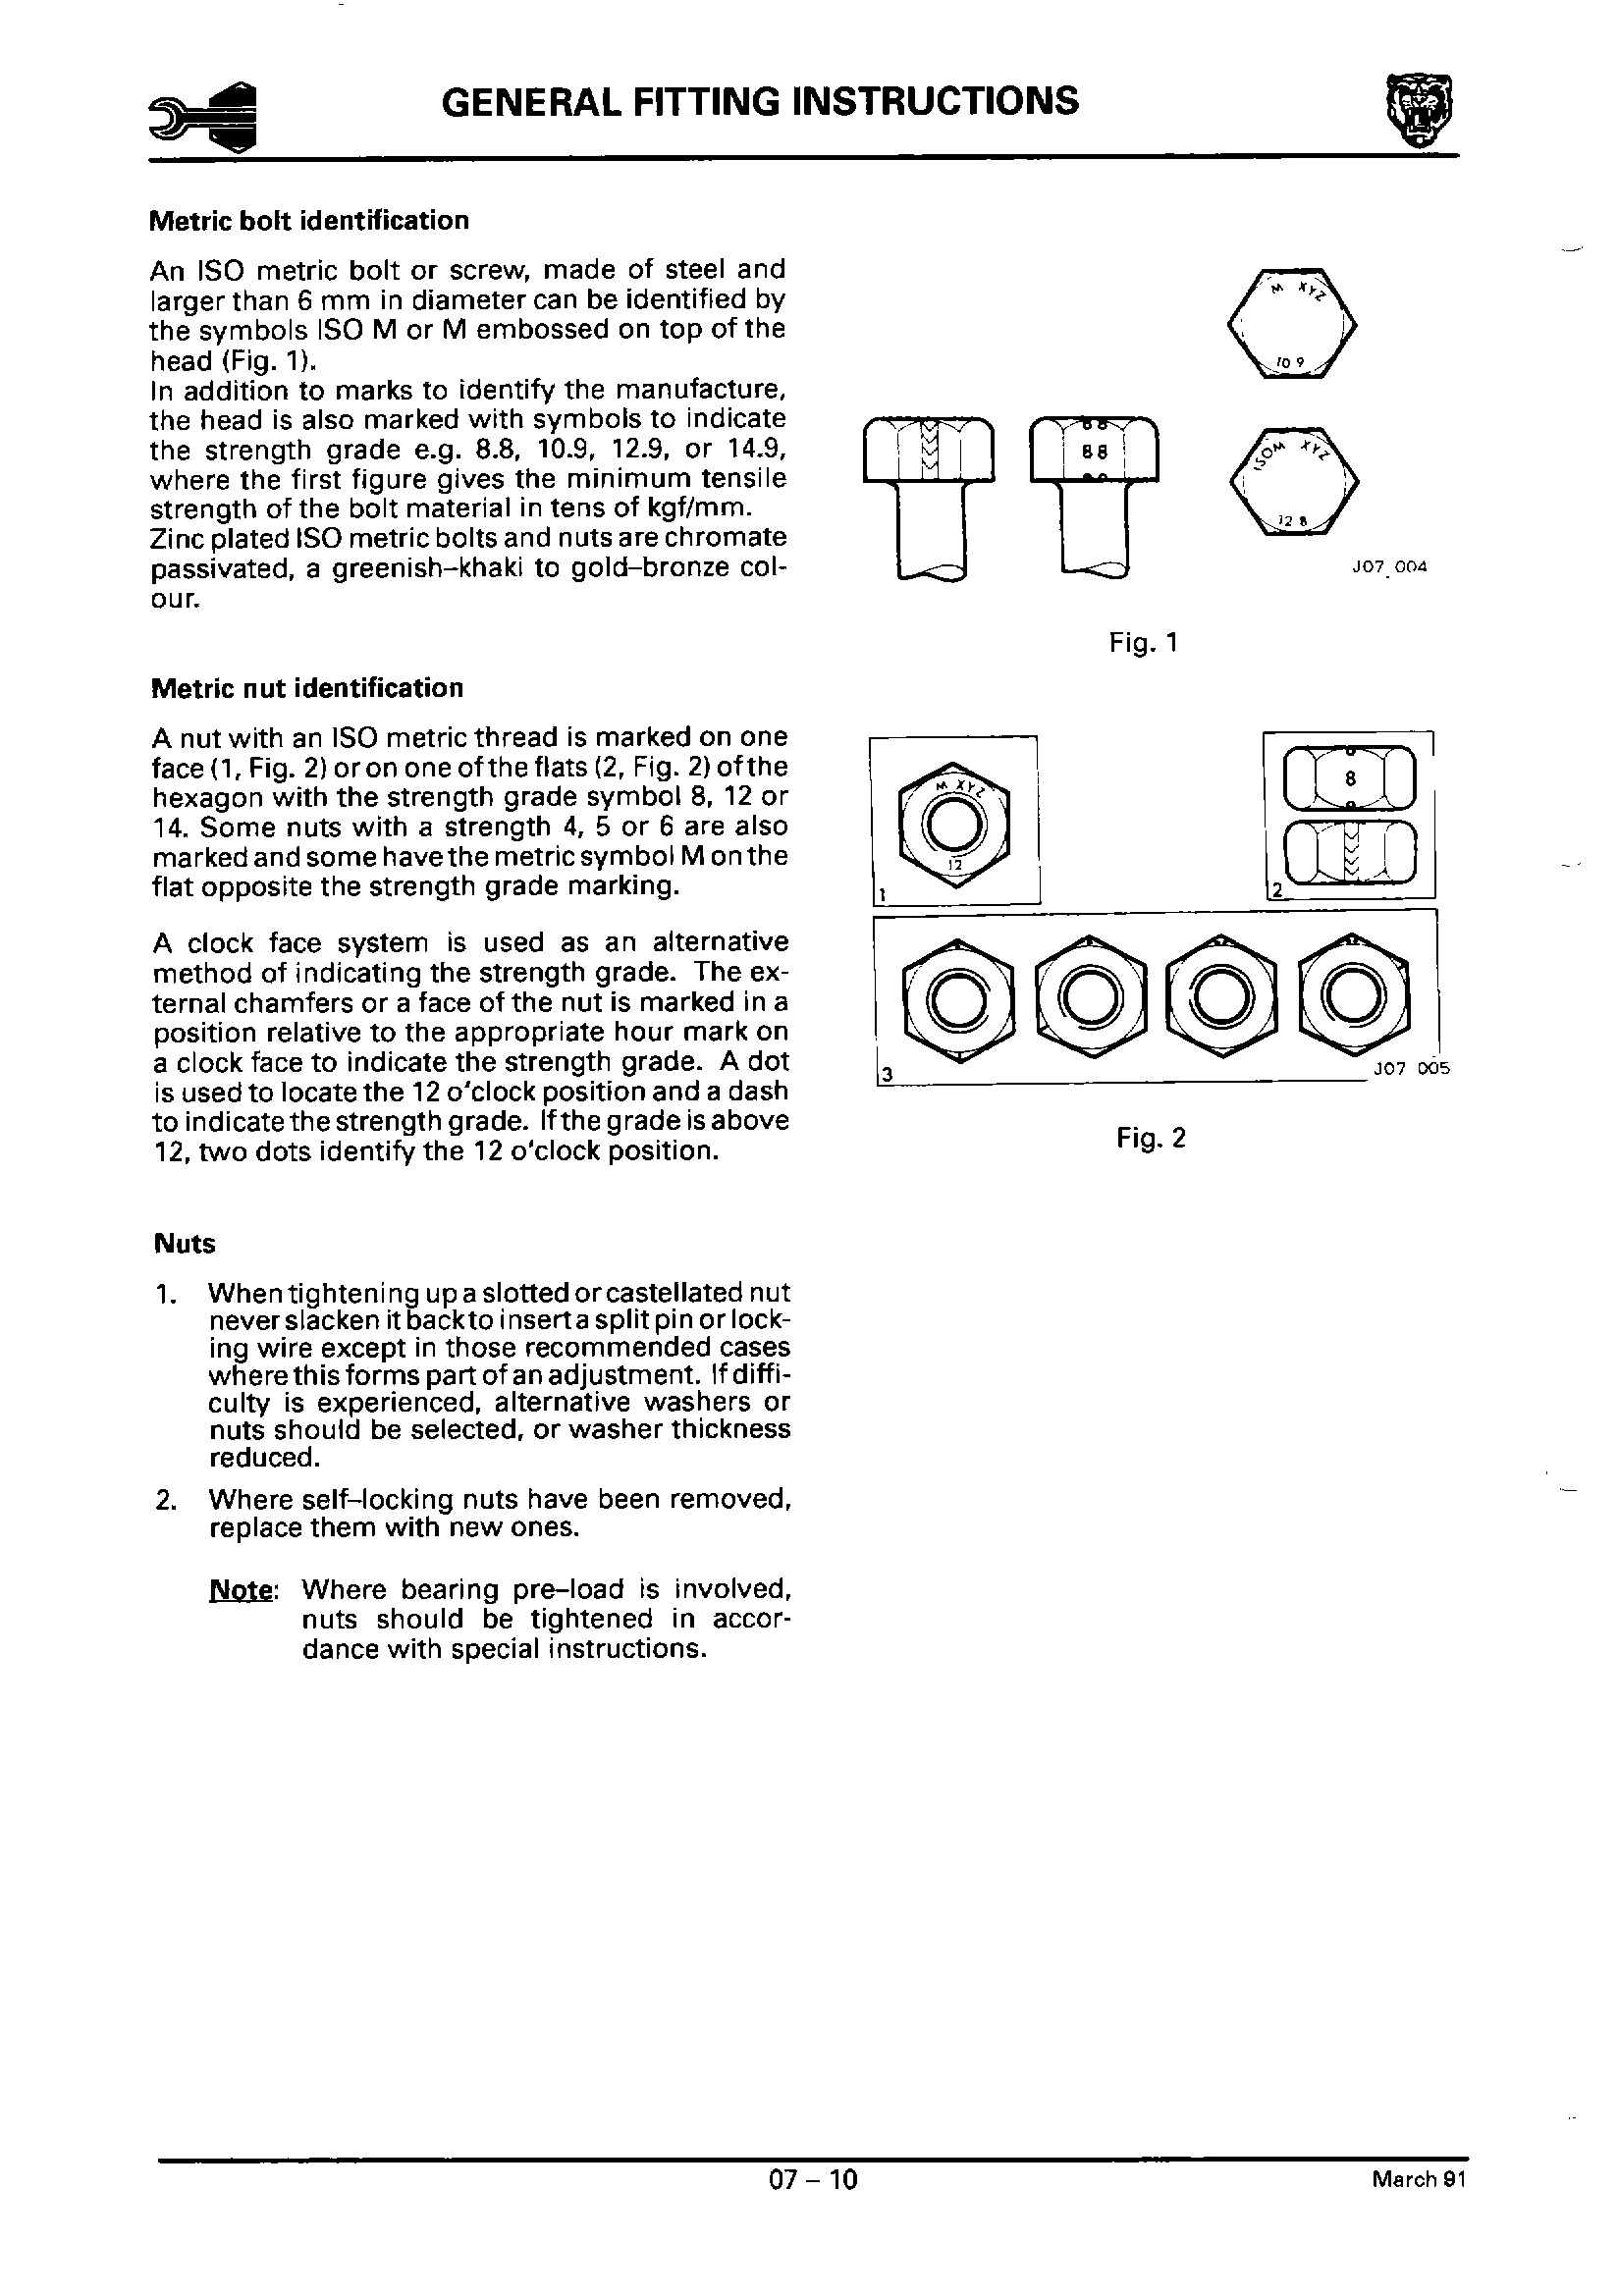 GENERAL FITTING INSTRUCTIONS
Metric bolt identification
An ISO metric bolt or screw, made of steel and
larger than 6 mm in diameter can be identified by
the symbols ISO M or M embossed on top of the
head (Fig. 1).
In addition to marks to identify the manufacture,
the head is also marked with symbols to indicate
the strength grade e.g. 8.8, 10.9, 12.9, or 14.9,
where the first figure gives the minimum tensile
strength of the bolt material in tens of kgf/mm.
Zinc plated ISO metric bolts and nuts are chromate
passivated, a greenish–khaki to gold–bronze col-
our.
M XYZ
10 9
8 8
ISOM XYZ
12 8
J07 004
Fig. 1
Metric nut identification
A nut with an ISO metric thread is marked on one
face (1, Fig. 2) or on one of the flats (2, Fig. 2) of the
hexagon with the strength grade symbol 8, 12 or
14. Some nuts with a strength 4, 5 or 6 are also
marked and some have the metric symbol M on the
flat opposite the strength grade marking.
A clock face system is used as an alternative
method of indicating the strength grade. The ex-
ternal chamfers or a face of the nut is marked in a
position relative to the appropriate hour mark on
a clock face to indicate the strength grade. A dot
is used to locate the 12 o'clock position and a dash
to indicate the strength grade. If the grade is above
12, two dots identify the 12 o'clock position.
M XYZ
12
1
8
2
3
J07 005
Fig. 2
Nuts
1. When tightening up a slotted or castellated nut
never slacken it back to insert a split pin or lock-
ing wire except in those recommended cases
where this forms part of an adjustment. If diffi-
culty is experienced, alternative washers or
nuts should be selected, or washer thickness
reduced.
2. Where self–locking nuts have been removed,
replace them with new ones.
Note: Where bearing pre–load is involved,
nuts should be tightened in accor-
dance with special instructions.
07 – 10
March 91